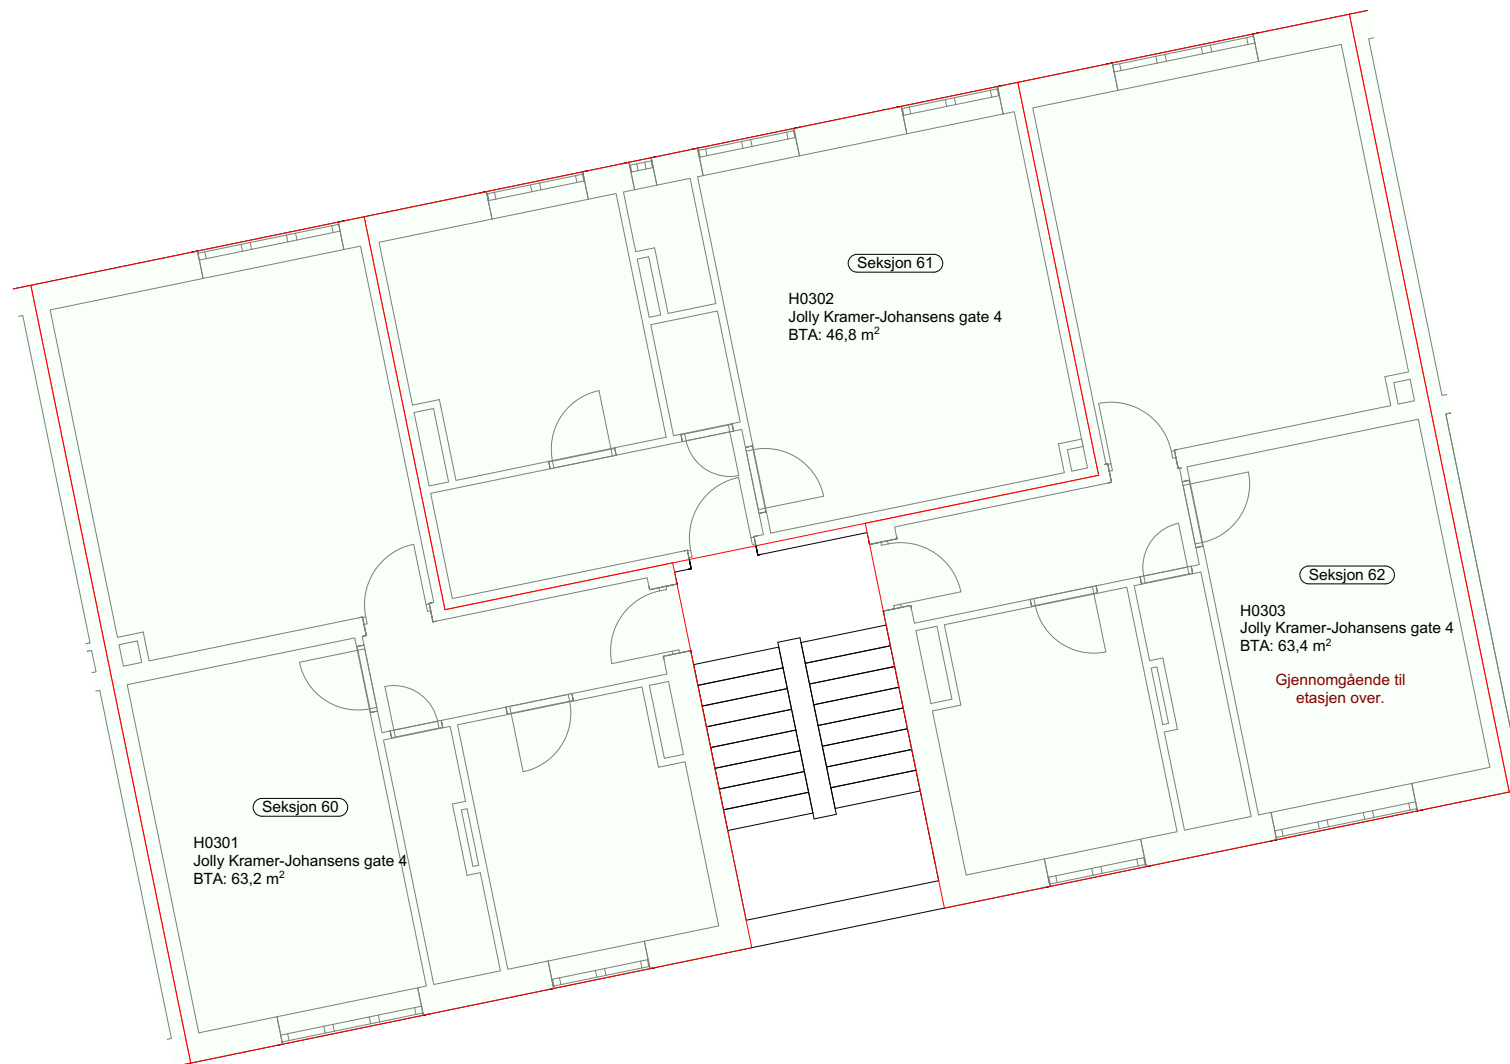 Seksjon 61
H0302
Jolly Kramer-Johansens gate 4
BTA: 46,8 m²
Seksjon 62
H0303
Jolly Kramer-Johansens gate 4
BTA: 63,4 m²
Gjennomgående til
etasjen over.
Seksjon 60
H0301
Jolly Kramer-Johansens gate 4
BTA: 63,2 m²